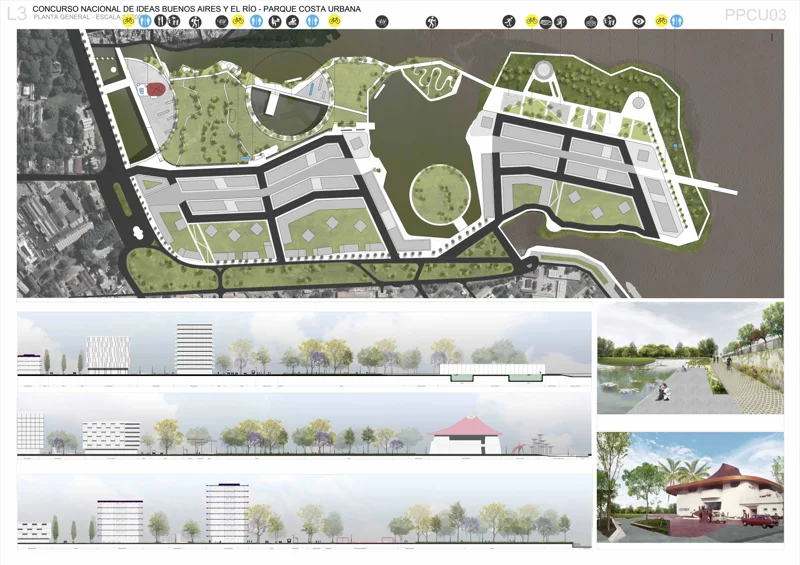 L3
CONCURSO NACIONAL DE IDEAS BUENOS AIRES Y EL RÍO - PARQUE COSTA URBANA
PLANTA GENERAL - ESCALA
PPCU03